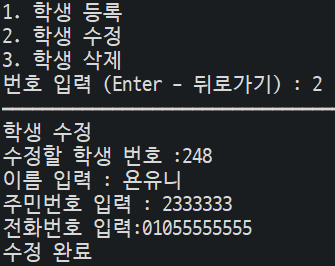 1. 학생 등록
2. 학생 수정
3. 학생 삭제
번호 입력 (Enter - 뒤로가기) : 2
학생 수정
수정할 학생 번호 :248
이름 입력 : 욘유니
주민번호 입력 : 2333333
전화번호 입력:01055555555
수정 완료